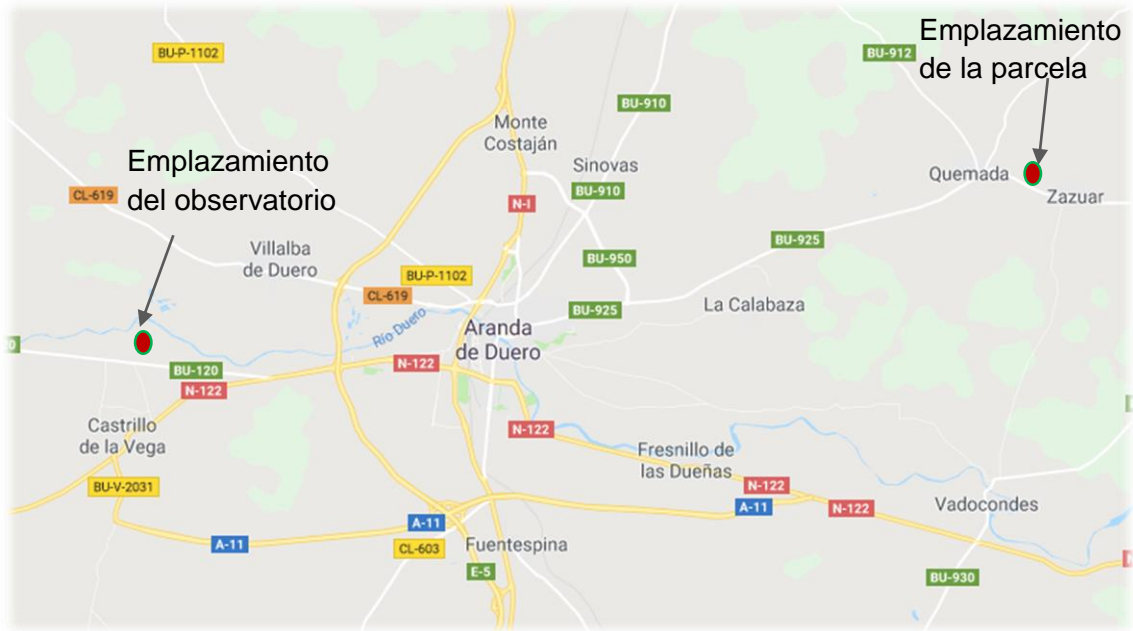 Emplazamiento
de la parcela
BU-P-1102
BU-912
BU-910
Monte
Costaján
Emplazamiento
del observatorio
Sinovas
Quemada
BU-910
CL-619
Zazuar
N-I
Villalba
de Duero
BU-925
BU-950
BU-P-1102
CL-619
La Calabaza
BU-925
Río Duero
Aranda
de Duero
N-122
BU-120
N-122
Castrillo
de la Vega
N-122
Fresnillo de
las Dueñas
BU-V-2031
N-122
A-11
N-122
Vadocondes
A-11
A-11
CL-603
Fuentespina
E-5
BU-930